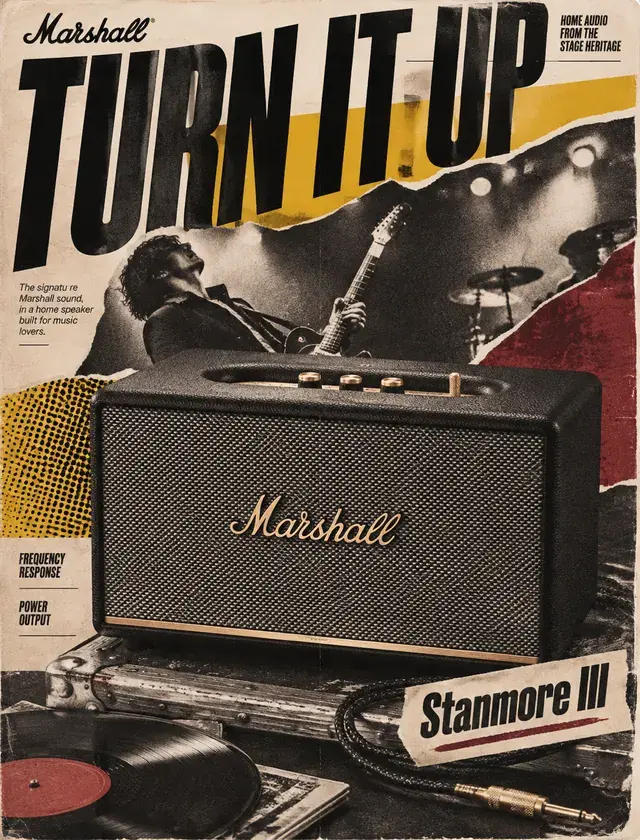 Marshall®
TURN IT UP
HOME AUDIO
FROM THE
STAGE HERITAGE
The signatu re
Marshall sound,
in a home speaker
built for music
lovers.
Marshall
FREQUENCY
RESPONSE
POWER
OUTPUT
Stanmore III